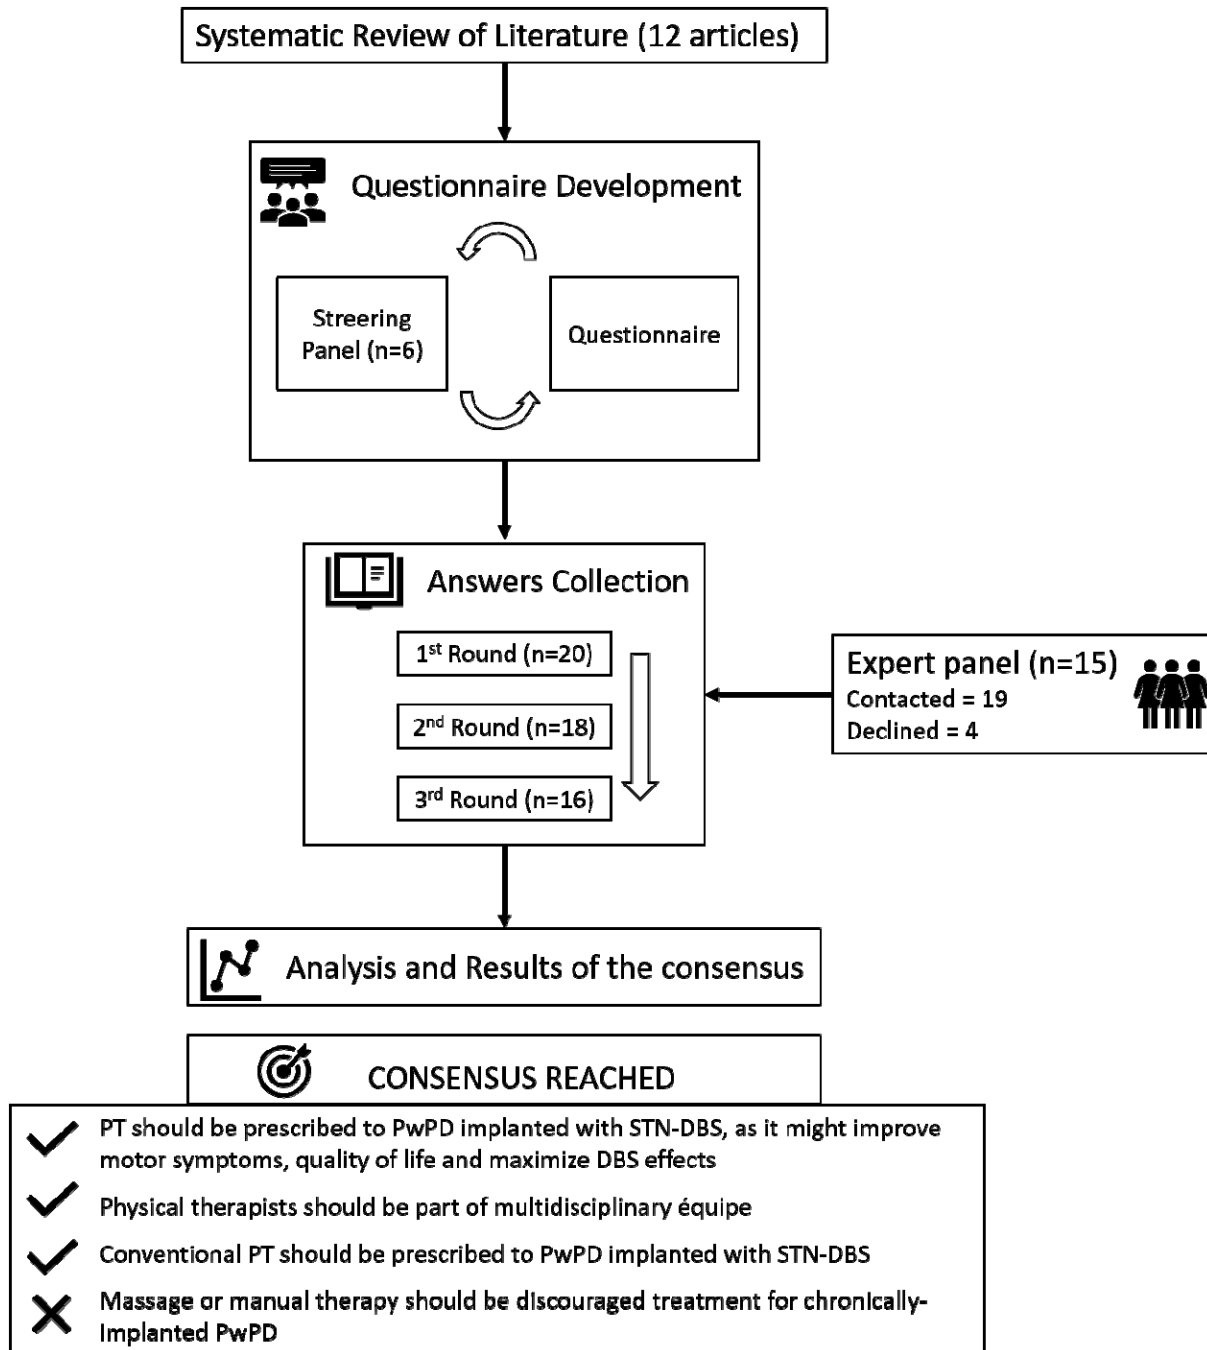 Systematic Review of Literature (12 articles)
Questionnaire Development
Streering
Panel (n=6)
Questionnaire
Answers Collection
1st Round (n=20)
2nd Round (n=18)
3rd Round (n=16)
Expert panel (n=15)
Contacted = 19
Declined = 4
Analysis and Results of the consensus
CONSENSUS REACHED
PT should be prescribed to PwPD implanted with STN-DBS, as it might improve
motor symptoms, quality of life and maximize DBS effects
Physical therapists should be part of multidisciplinary équipe
Conventional PT should be prescribed to PwPD implanted with STN-DBS
Massage or manual therapy should be discouraged treatment for chronically-
implanted PwPD